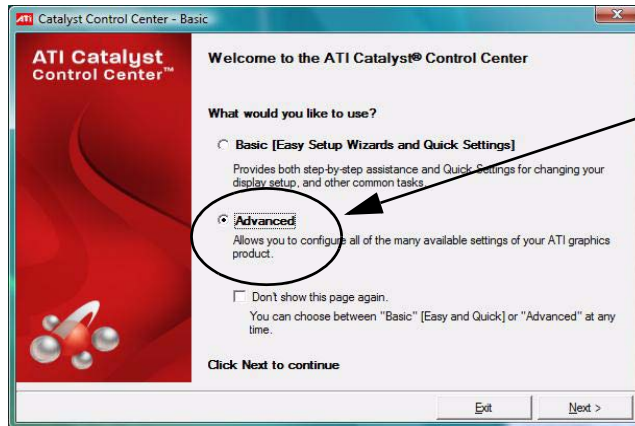 ATI Catalyst Control Center - Basic
ATI Catalyst
Control Center™
Welcome to the ATI Catalyst® Control Center
What would you like to use?
Basic [Easy Setup Wizards and Quick Settings]
Provides both step-by-step assistance and Quick Settings for changing your
display setup, and other common tasks.
Advanced
Allows you to configure all of the many available settings of your ATI graphics
product.
Don't show this page again.
You can choose between "Basic" [Easy and Quick] or "Advanced" at any
time.
Click Next to continue
Exit
Next >